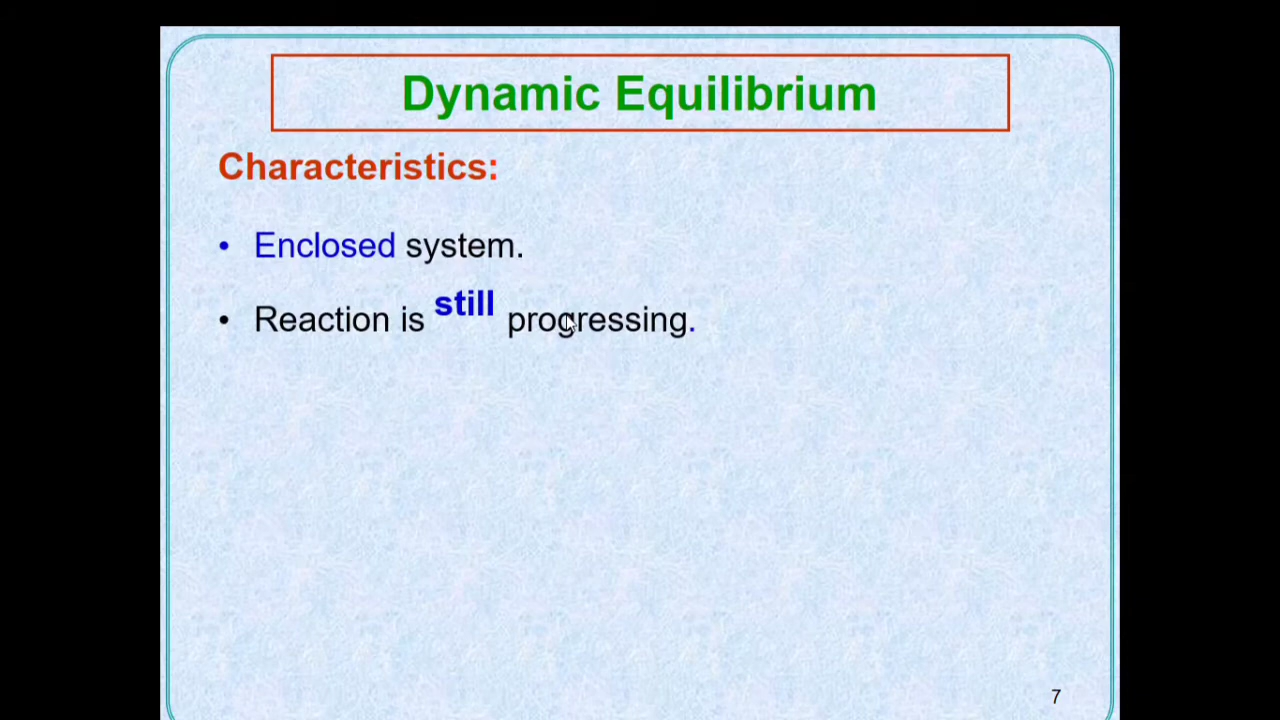 Dynamic Equilibrium
Characteristics:
• Enclosed system.
• Reaction is still progressing.
7